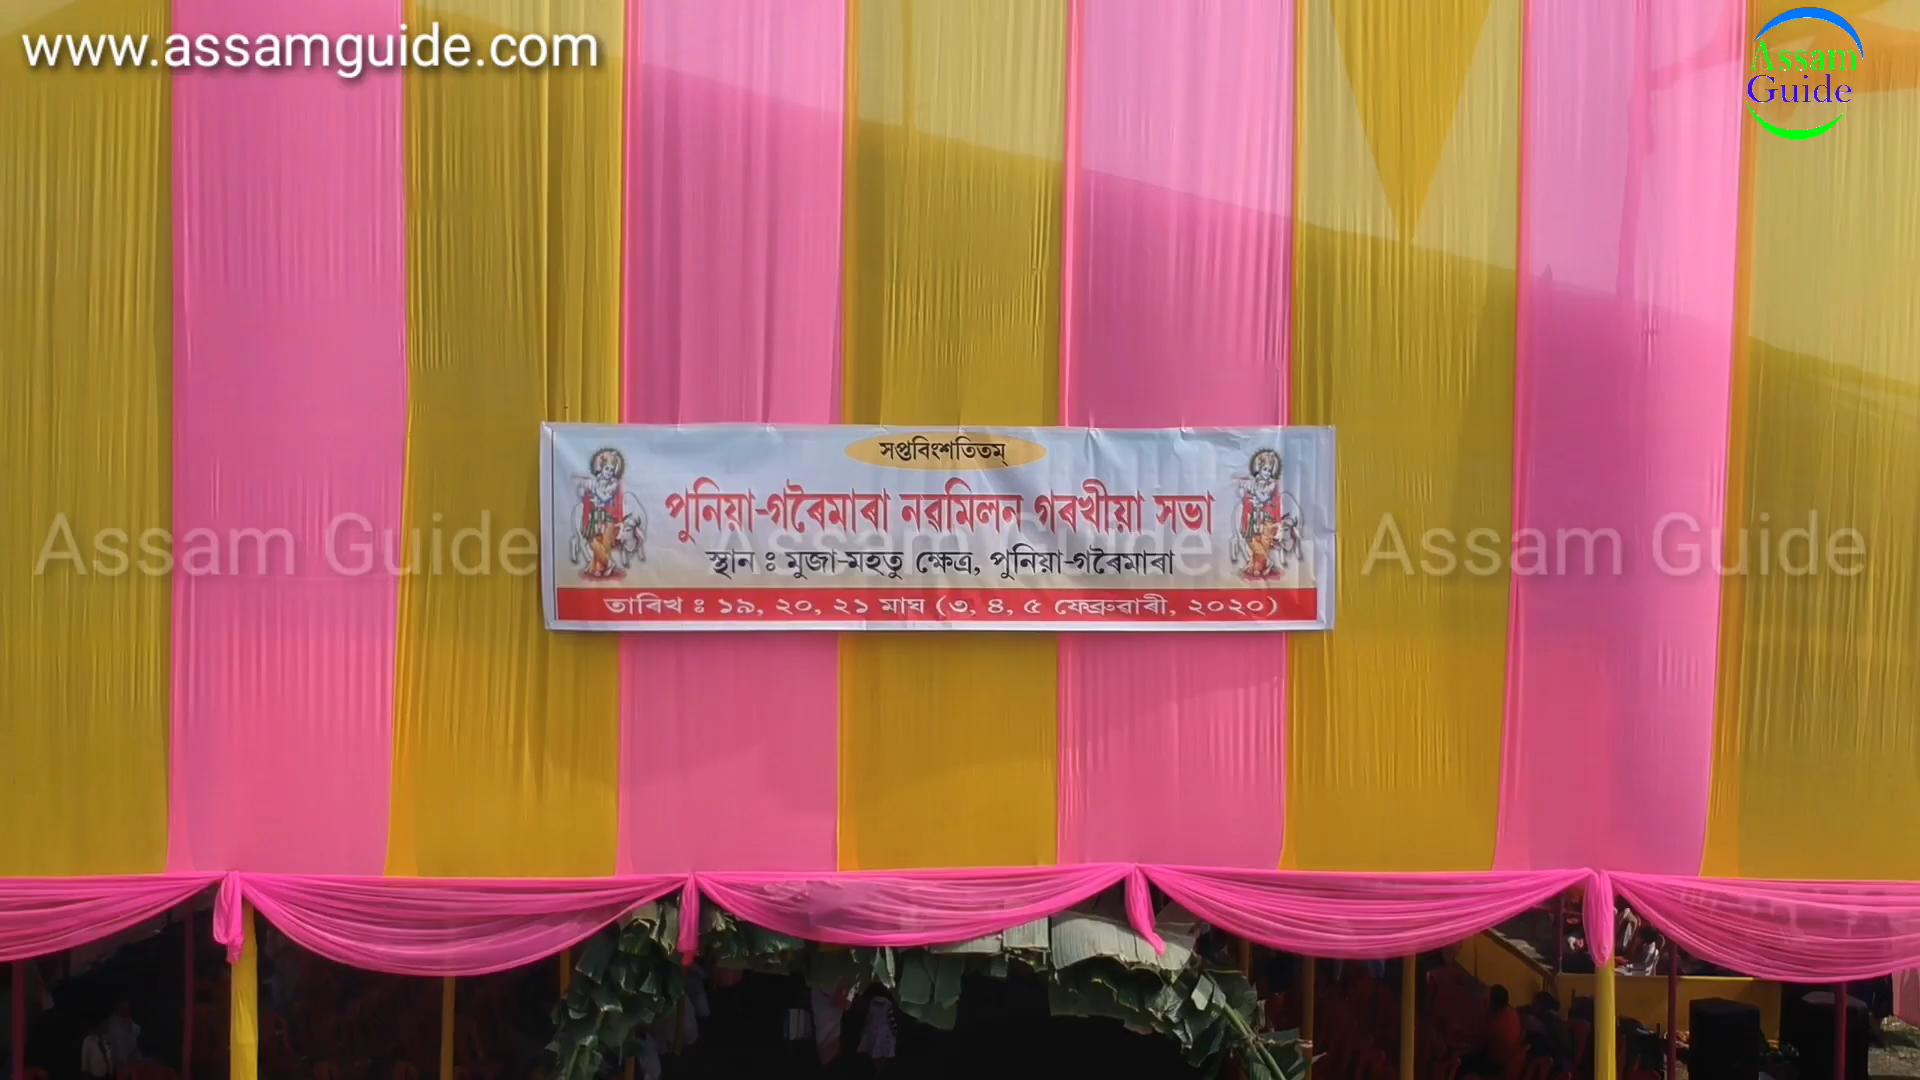 www.assamguide.com
Assam
Guide
সপ্তবিংশতিতম্
পুনিয়া-গৰৈমাৰা নৱমিলন গৰখীয়া সভা
স্থান ঃ মুজা-মহতু ক্ষেত্ৰ, পুনিয়া-গৰৈমাৰা
তাৰিখ ঃ ১৯, ২০, ২১ মাঘ (৩, ৪, ৫ ফেব্ৰুৱাৰী, ২০২০)
Assam Guide Assam Guide Assam Guide